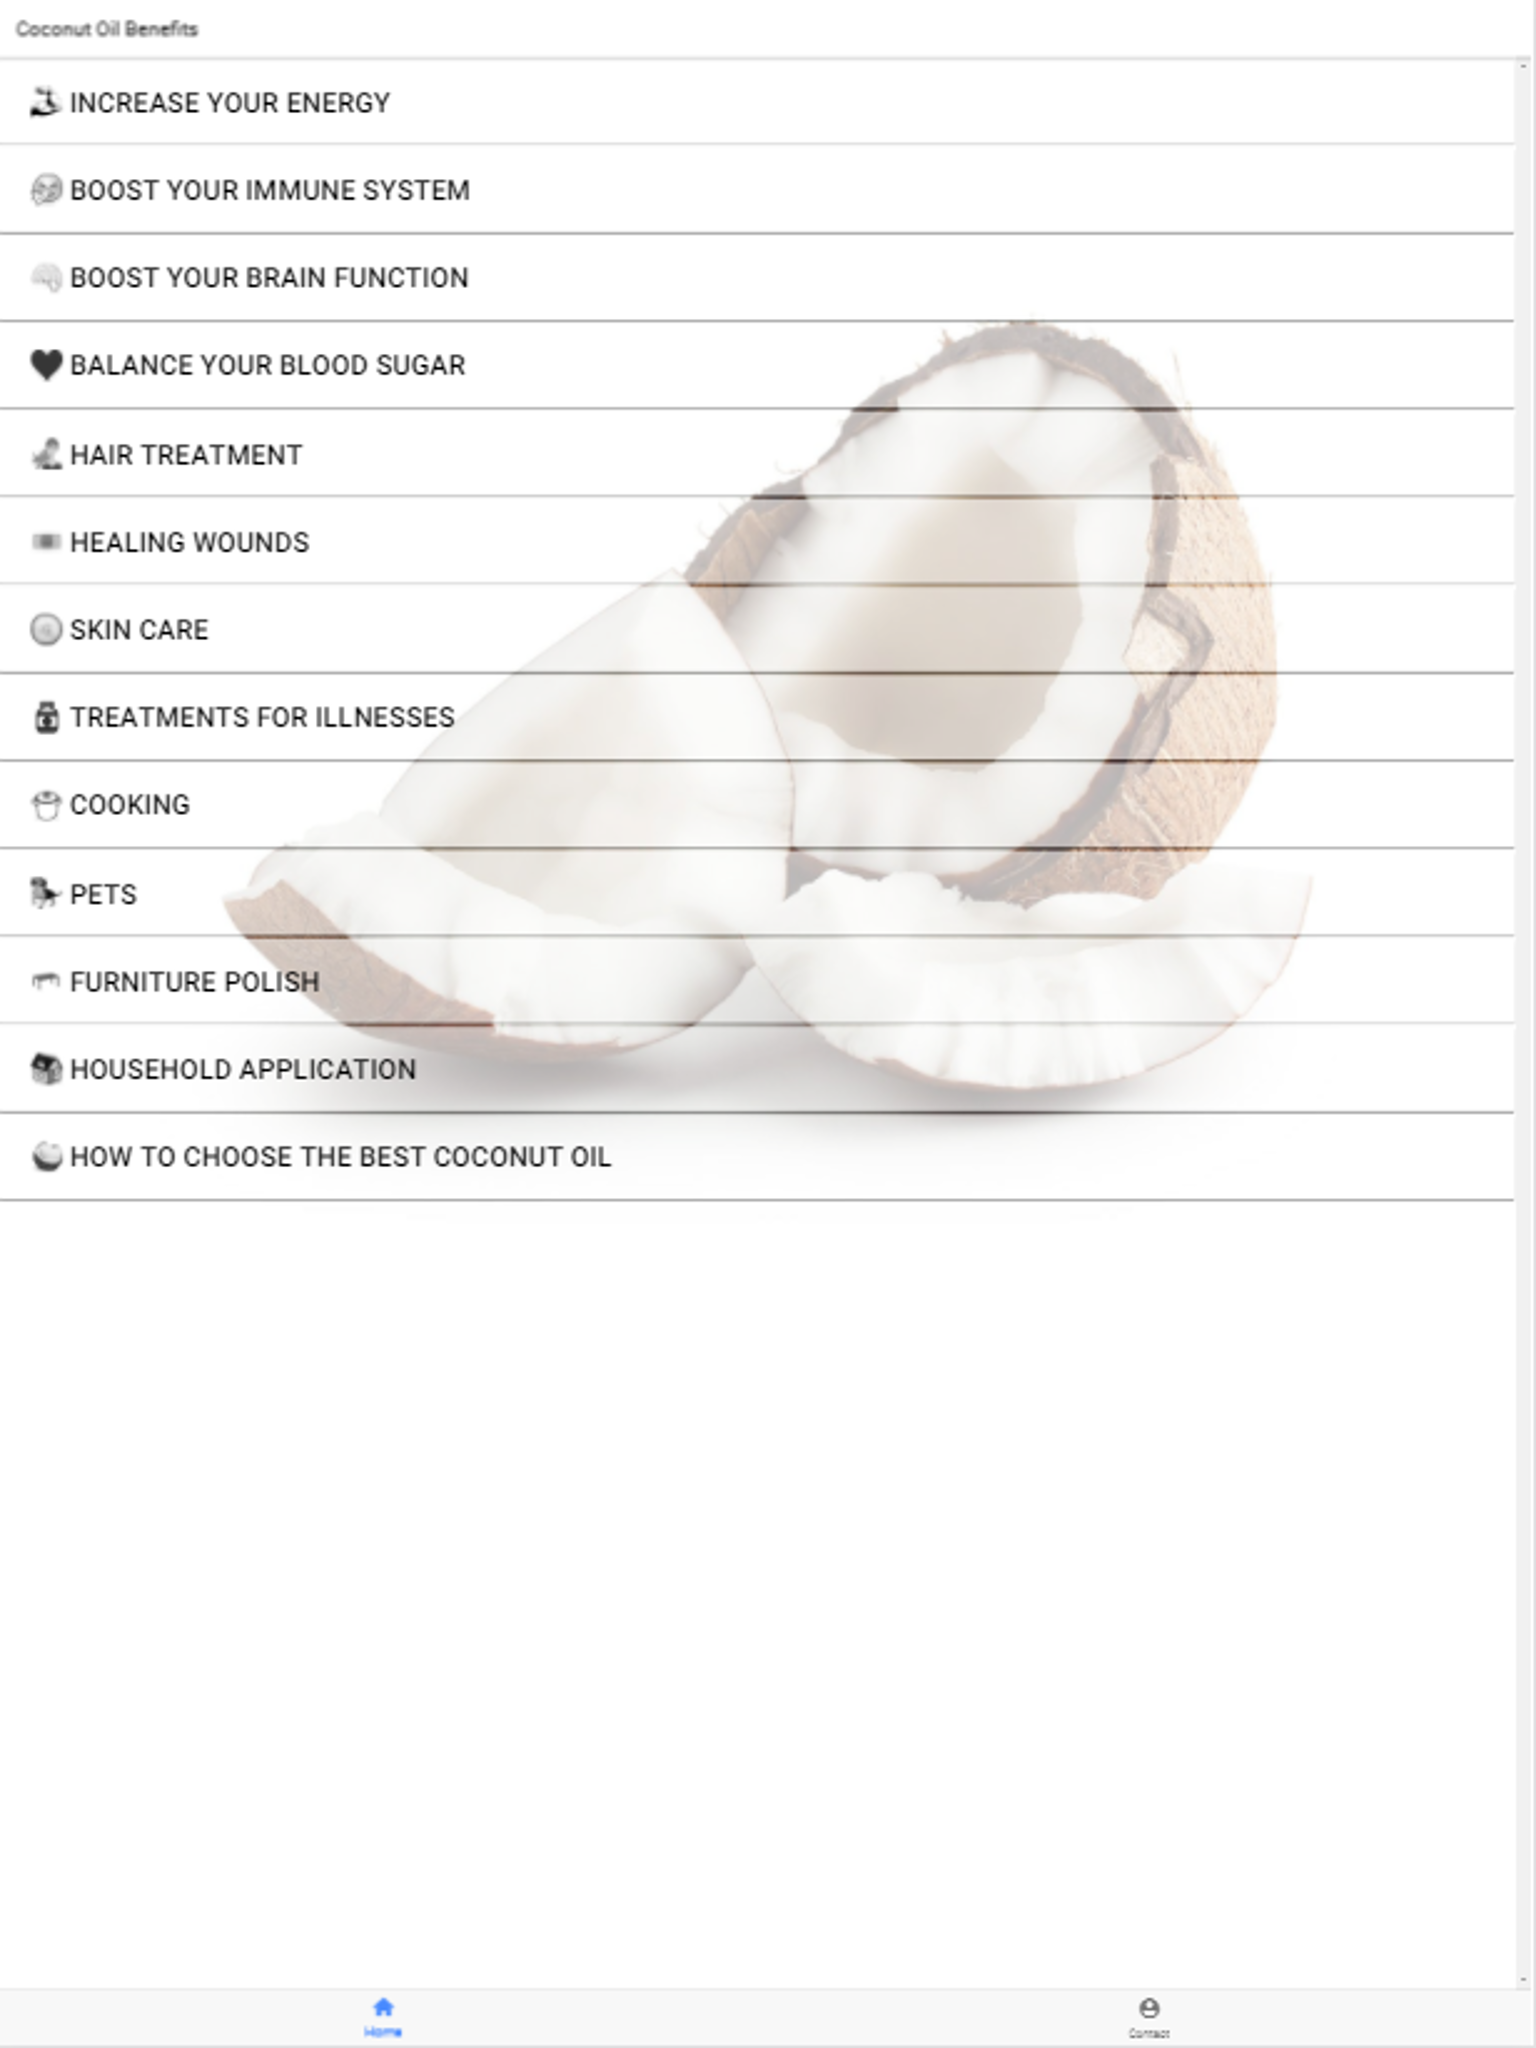 Coconut Oil Benefits
INCREASE YOUR ENERGY
BOOST YOUR IMMUNE SYSTEM
BOOST YOUR BRAIN FUNCTION
BALANCE YOUR BLOOD SUGAR
HAIR TREATMENT
HEALING WOUNDS
SKIN CARE
TREATMENTS FOR ILLNESSES
COOKING
PETS
FURNITURE POLISH
HOUSEHOLD APPLICATION
HOW TO CHOOSE THE BEST COCONUT OIL
Home
Contact